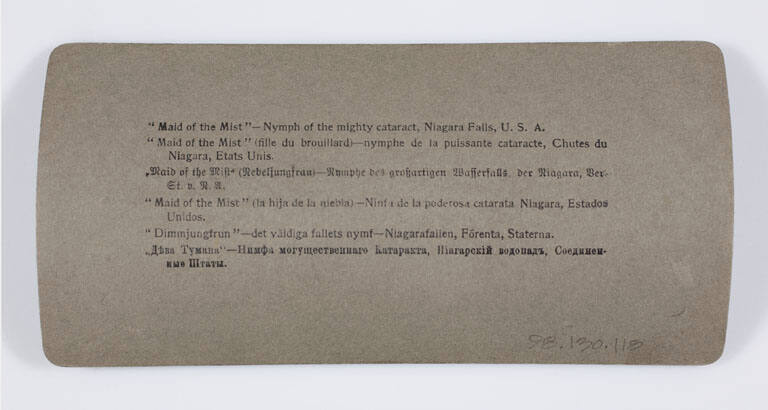 “ Maid of the Mist ”—Nymph of the mighty cataract, Niagara Falls, U. S. A.
“ Maid of the Mist ” (fille du brouillard)—nymphe de la puissante cataracte, Chutes du
Niagara, Etats Unis.
„Maid of the Mist“ (Nebeljungfrau)—Nymphe des großartigen Wasserfalls, der Niagara, Ver-
St. v. N. A.
“ Maid of the Mist ” (la hija de la niebla)—Ninfa de la poderosa catarata Niagara, Estados
Unidos.
“ Dimmjungfrun ”—det väldiga fallets nymf—Niagarafallen, Förenta, Staterna.
„Дѣва Тумана“—Нимфа могущественнаго Катаракта, Ніагарскій водопадъ, Соединен-
ные Штаты.
98.130.118